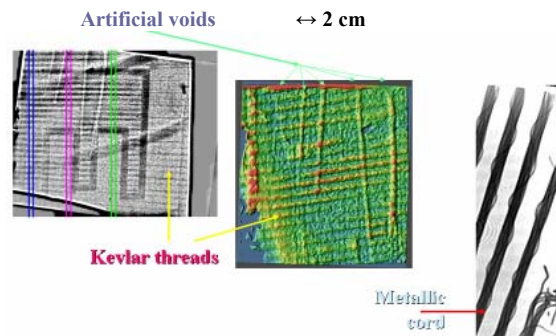 Artificial voids ↔ 2 cm
Kevlar threads
Metallic
cord